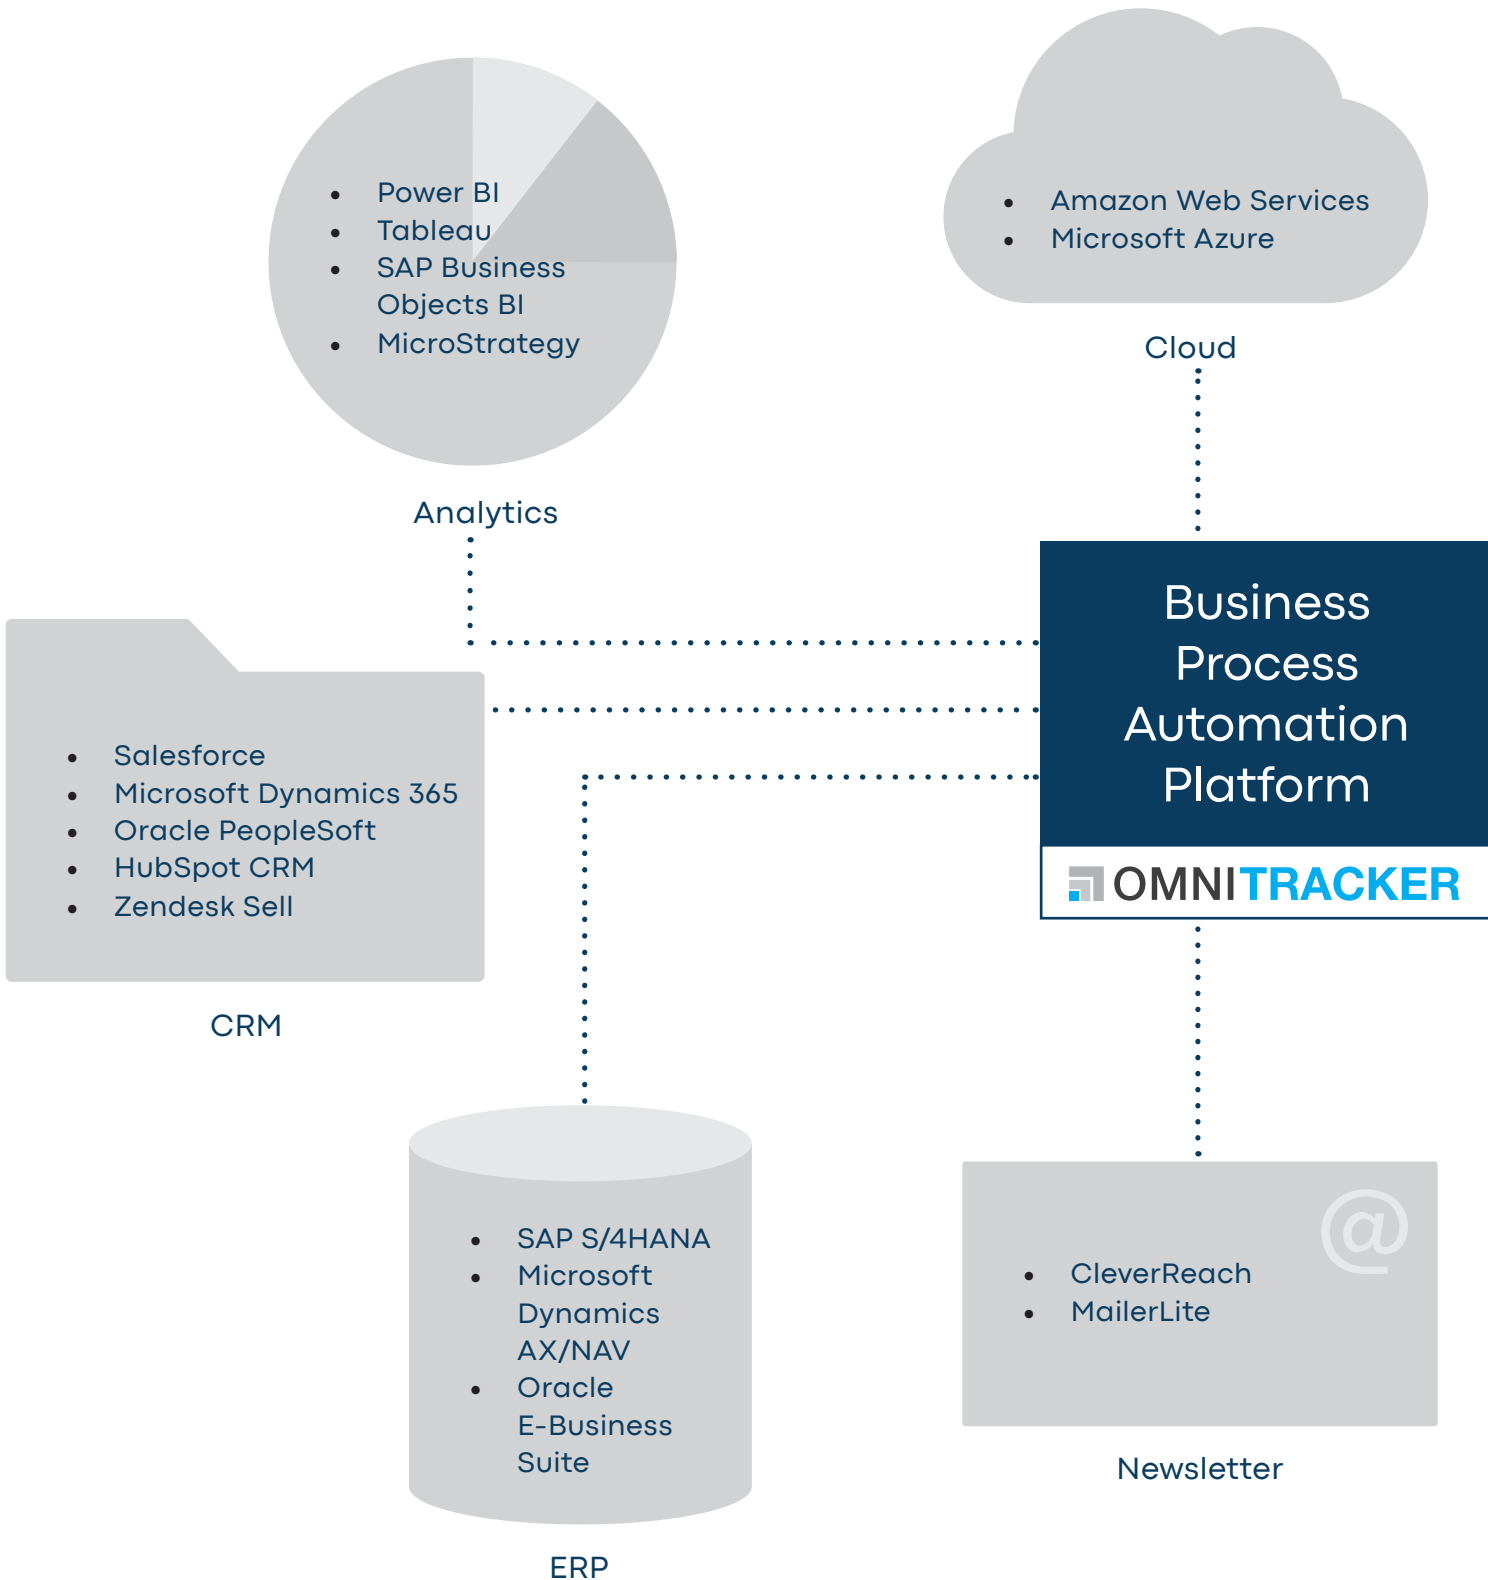 • Power BI
• Tableau
• SAP Business
Objects BI
• MicroStrategy
Analytics
• Amazon Web Services
• Microsoft Azure
Cloud
Business
Process
Automation
Platform
OMNITRACKER
• Salesforce
• Microsoft Dynamics 365
• Oracle PeopleSoft
• HubSpot CRM
• Zendesk Sell
CRM
• SAP S/4HANA
• Microsoft
Dynamics
AX/NAV
• Oracle
E-Business
Suite
ERP
@
• CleverReach
• MailerLite
Newsletter